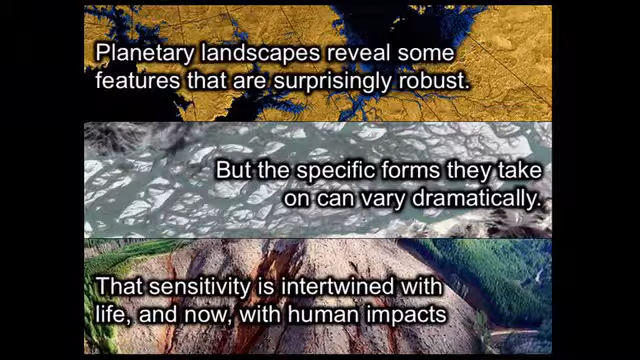 Planetary landscapes reveal some
features that are surprisingly robust.
But the specific forms they take
on can vary dramatically.
That sensitivity is intertwined with
life, and now, with human impacts